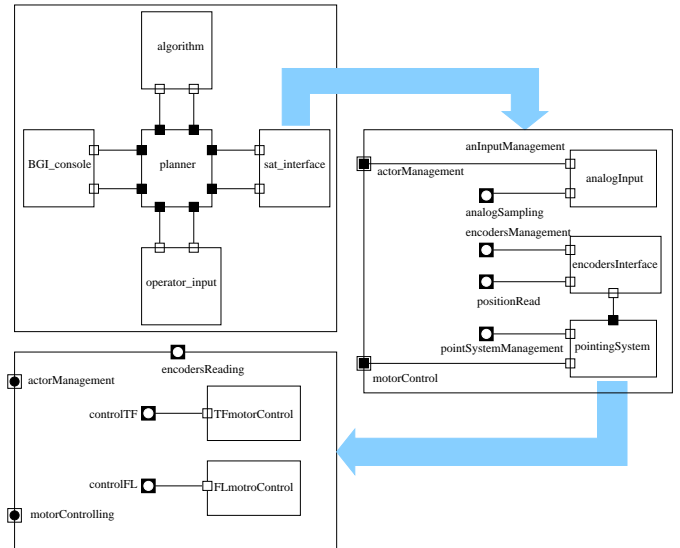 algorithm
BGI_console
planner
sat_interface
operator_input
anInputManagement
actorManagement
analogInput
analogSampling
encodersManagement
encodersInterface
positionRead
pointSystemManagement
pointingSystem
motorControl
encodersReading
actorManagement
controlTF
TFmotorControl
controlFL
FLmotroControl
motorControlling